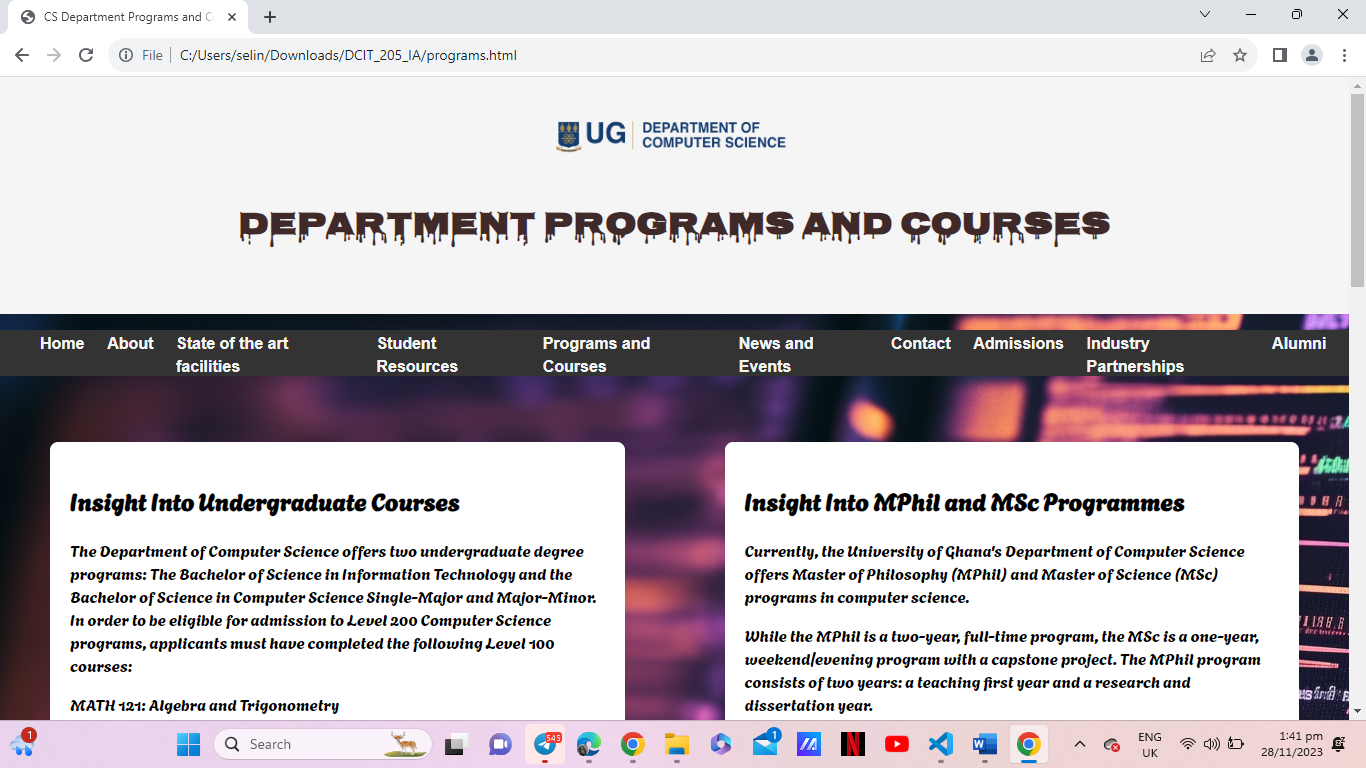 CS Department Programs and C
File
C:/Users/selin/Downloads/DCIT_205_IA/programs.html
UG
DEPARTMENT OF
COMPUTER SCIENCE
DEPARTMENT PROGRAMS AND COURSES
Home About State of the art Student Programs and News and Contact Admissions Industry Alumni
facilities Resources Courses Events Partnerships
Insight Into Undergraduate Courses
The Department of Computer Science offers two undergraduate degree
programs: The Bachelor of Science in Information Technology and the
Bachelor of Science in Computer Science Single-Major and Major-Minor.
In order to be eligible for admission to Level 200 Computer Science
programs, applicants must have completed the following Level 100
courses:
MATH 121: Algebra and Trigonometry
Insight Into MPhil and MSc Programmes
Currently, the University of Ghana's Department of Computer Science
offers Master of Philosophy (MPhil) and Master of Science (MSc)
programs in computer science.
While the MPhil is a two-year, full-time program, the MSc is a one-year,
weekend/evening program with a capstone project. The MPhil program
consists of two years: a teaching first year and a research and
dissertation year.
1
Search
545
1
ENG
UK
1:41 pm
28/11/2023